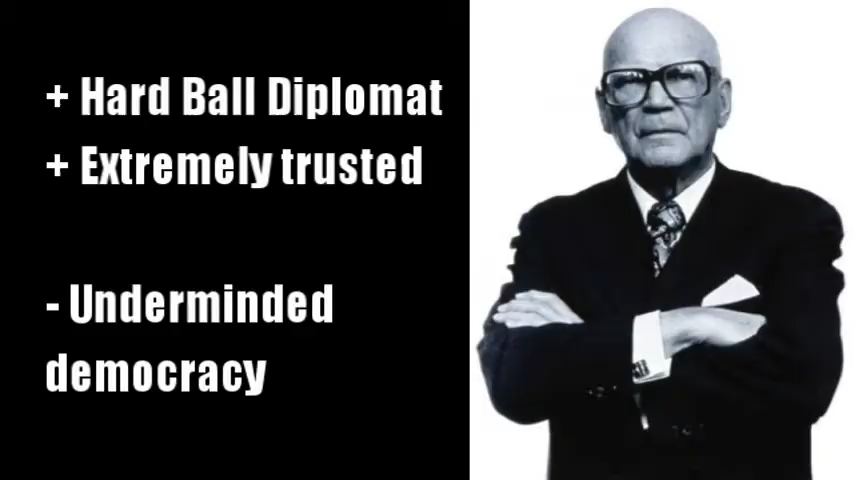 + Hard Ball Diplomat
+ Extremely trusted
- Underminded
democracy